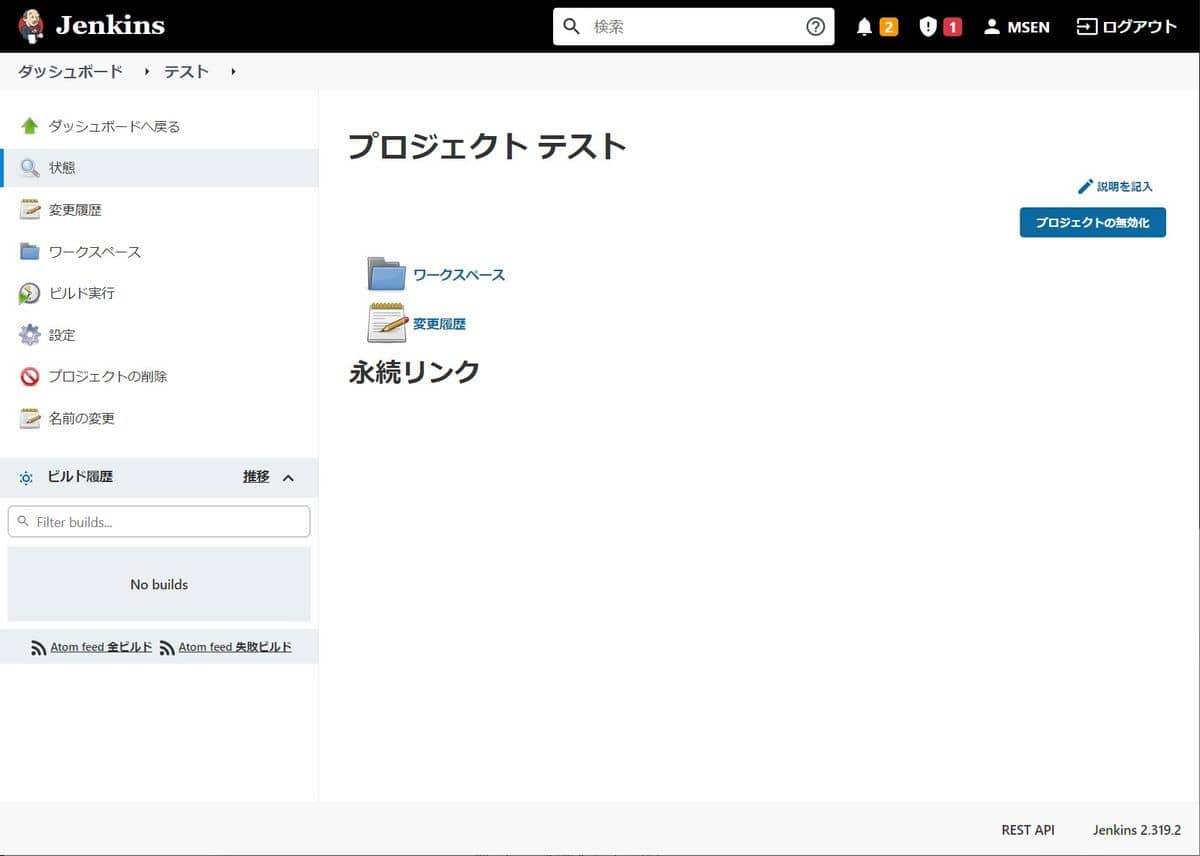 Jenkins
検索
2
1
MSEN
ログアウト
ダッシュボード
テスト
ダッシュボードへ戻る
状態
変更履歴
ワークスペース
ビルド実行
設定
プロジェクトの削除
名前の変更
ビルド履歴
推移
Filter builds...
No builds
Atom feed 全ビルド
Atom feed 失敗ビルド
プロジェクト テスト
説明を記入
プロジェクトの無効化
ワークスペース
変更履歴
永続リンク
REST API
Jenkins 2.319.2